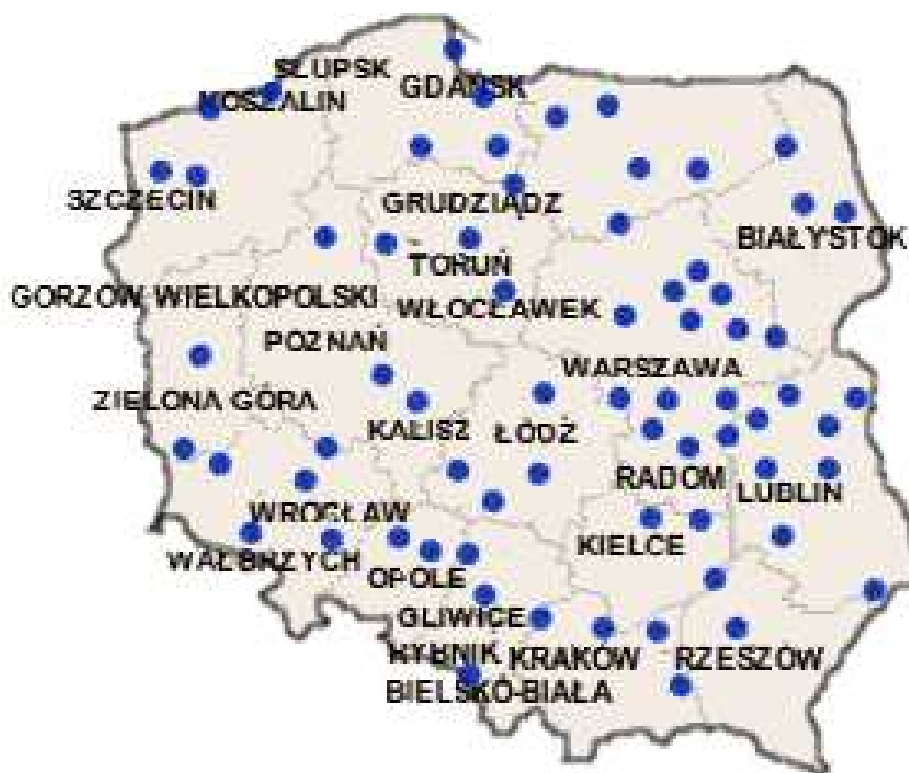 SŁUPSK
GDAŃSK
KOSZALIN
SZCZECIN
GRUDZIĄDZ
BIAŁYSTOK
TORUŃ
GORZÓW WIELKOPOLSKI
WŁOCŁAWEK
POZNAŃ
WARSZAWA
ZIELONA GÓRA
KALISZ
ŁÓDŹ
RADOM
LUBLIN
WROCŁAW
KIELCE
WAŁBRZYCH
OPOLE
GLIWICE
RYBNIK
KRAKÓW
RZESZÓW
BIELSKO-BIAŁA